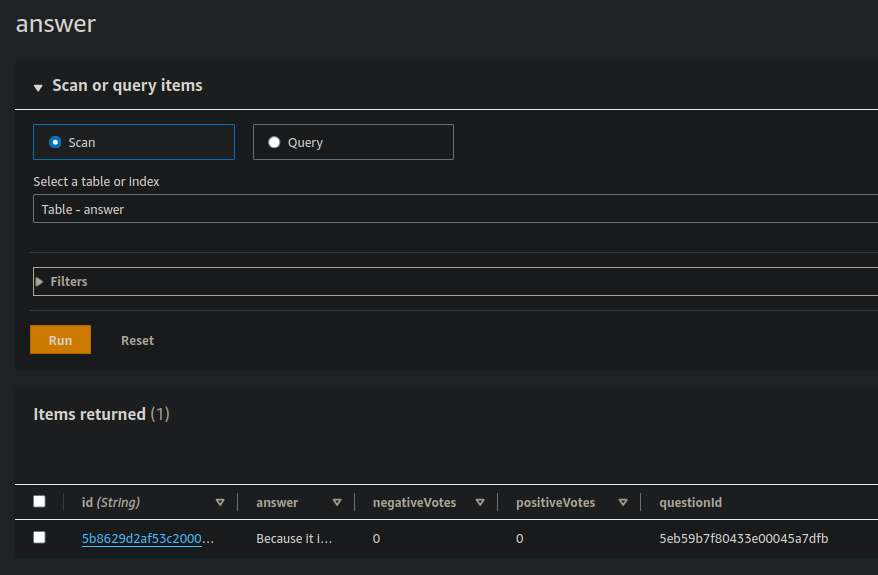 answer
Scan or query items
Scan Query
Select a table or index
Table - answer
Filters
Run Reset
Items returned (1)
id (String) answer negativeVotes positiveVotes questionId
5b8629d2af53c2000... Because it i... 0 0 5eb59b7f80433e00045a7dfb